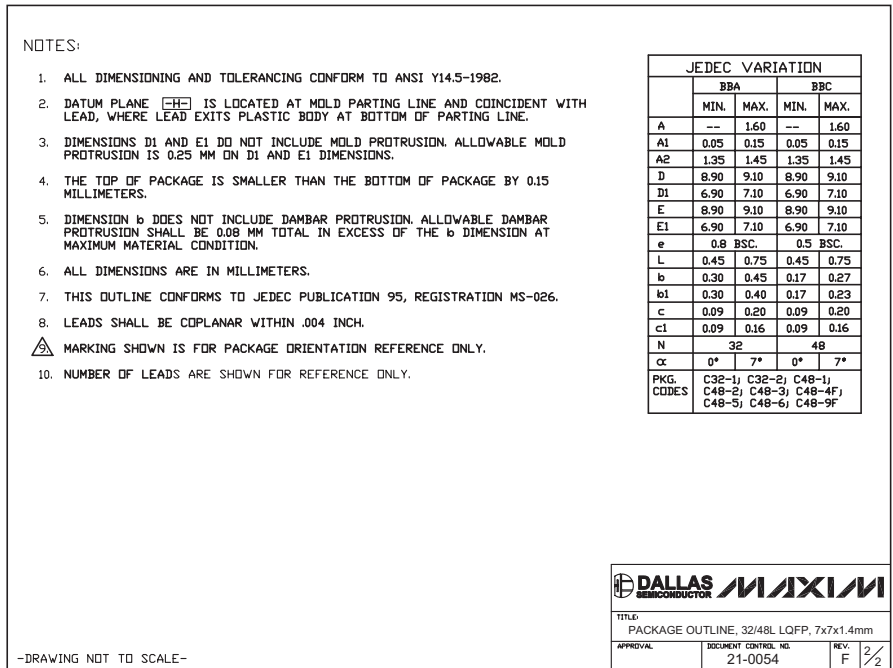 NOTES:
1. ALL DIMENSIONING AND TOLERANCING CONFORM TO ANSI Y14.5-1982.
2. DATUM PLANE -H- IS LOCATED AT MOLD PARTING LINE AND COINCIDENT WITH
LEAD, WHERE LEAD EXITS PLASTIC BODY AT BOTTOM OF PARTING LINE.
3. DIMENSIONS D1 AND E1 DO NOT INCLUDE MOLD PROTRUSION. ALLOWABLE MOLD
PROTRUSION IS 0.25 MM ON D1 AND E1 DIMENSIONS.
4. THE TOP OF PACKAGE IS SMALLER THAN THE BOTTOM OF PACKAGE BY 0.15
MILLIMETERS.
5. DIMENSION b DOES NOT INCLUDE DAMBAR PROTRUSION. ALLOWABLE DAMBAR
PROTRUSION SHALL BE 0.08 MM TOTAL IN EXCESS OF THE b DIMENSION AT
MAXIMUM MATERIAL CONDITION.
6. ALL DIMENSIONS ARE IN MILLIMETERS.
7. THIS OUTLINE CONFORMS TO JEDEC PUBLICATION 95, REGISTRATION MS-026.
8. LEADS SHALL BE COPLANAR WITHIN .004 INCH.
9. MARKING SHOWN IS FOR PACKAGE ORIENTATION REFERENCE ONLY.
10. NUMBER OF LEADS ARE SHOWN FOR REFERENCE ONLY.
JEDEC VARIATION
BBA BBC
MIN. MAX. MIN. MAX.
A -- 1.60 -- 1.60
A1 0.05 0.15 0.05 0.15
A2 1.35 1.45 1.35 1.45
D 8.90 9.10 8.90 9.10
D1 6.90 7.10 6.90 7.10
E 8.90 9.10 8.90 9.10
E1 6.90 7.10 6.90 7.10
e 0.8 BSC. 0.5 BSC.
L 0.45 0.75 0.45 0.75
b 0.30 0.45 0.17 0.27
b1 0.30 0.40 0.17 0.23
c 0.09 0.20 0.09 0.20
c1 0.09 0.16 0.09 0.16
N 32 48
α 0° 7° 0° 7°
PKG. C32-1; C32-2; C48-1;
CODES C48-2; C48-3; C48-4F;
C48-5; C48-6; C48-9F
-DRAWING NOT TO SCALE-
DALLAS SEMICONDUCTOR MAXIM
TITLE:
PACKAGE OUTLINE, 32/48L LQFP, 7x7x1.4mm
APPROVAL DOCUMENT CONTROL NO. REV.
21-0054 F 2/2